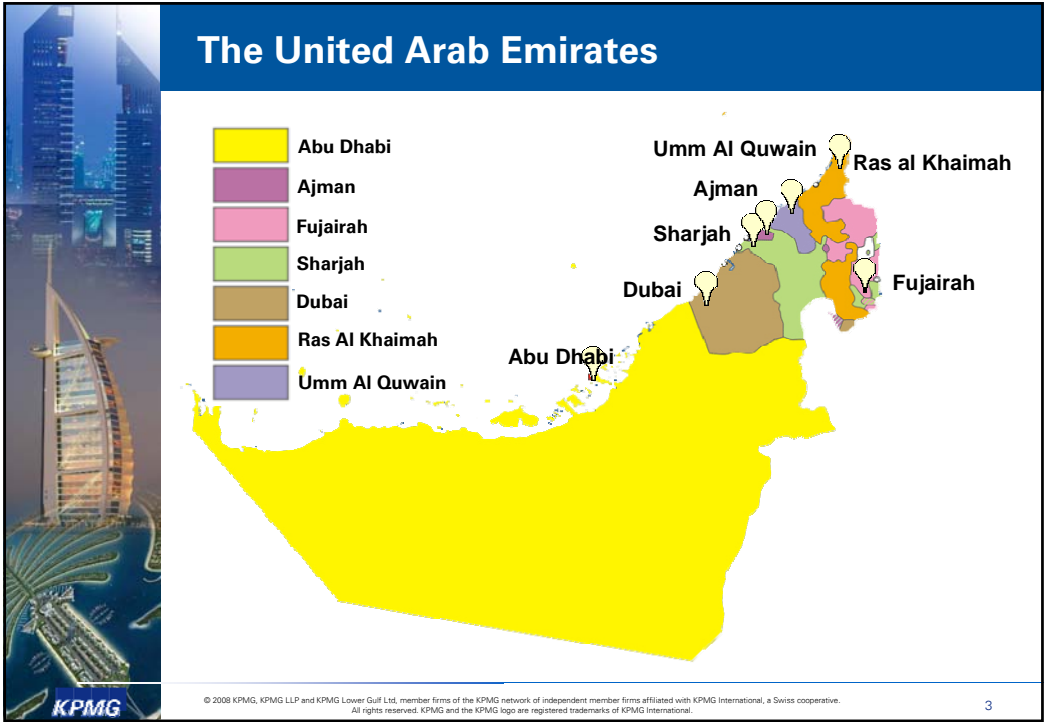 The United Arab Emirates
Abu Dhabi
Ajman
Fujairah
Sharjah
Dubai
Ras Al Khaimah
Umm Al Quwain
Umm Al Quwain
Ras al Khaimah
Ajman
Sharjah
Dubai
Fujairah
Abu Dhabi
KPMG
© 2008 KPMG, KPMG LLP and KPMG Lower Gulf Ltd, member firms of the KPMG network of independent member firms affiliated with KPMG International, a Swiss cooperative.
All rights reserved. KPMG and the KPMG logo are registered trademarks of KPMG International.
3